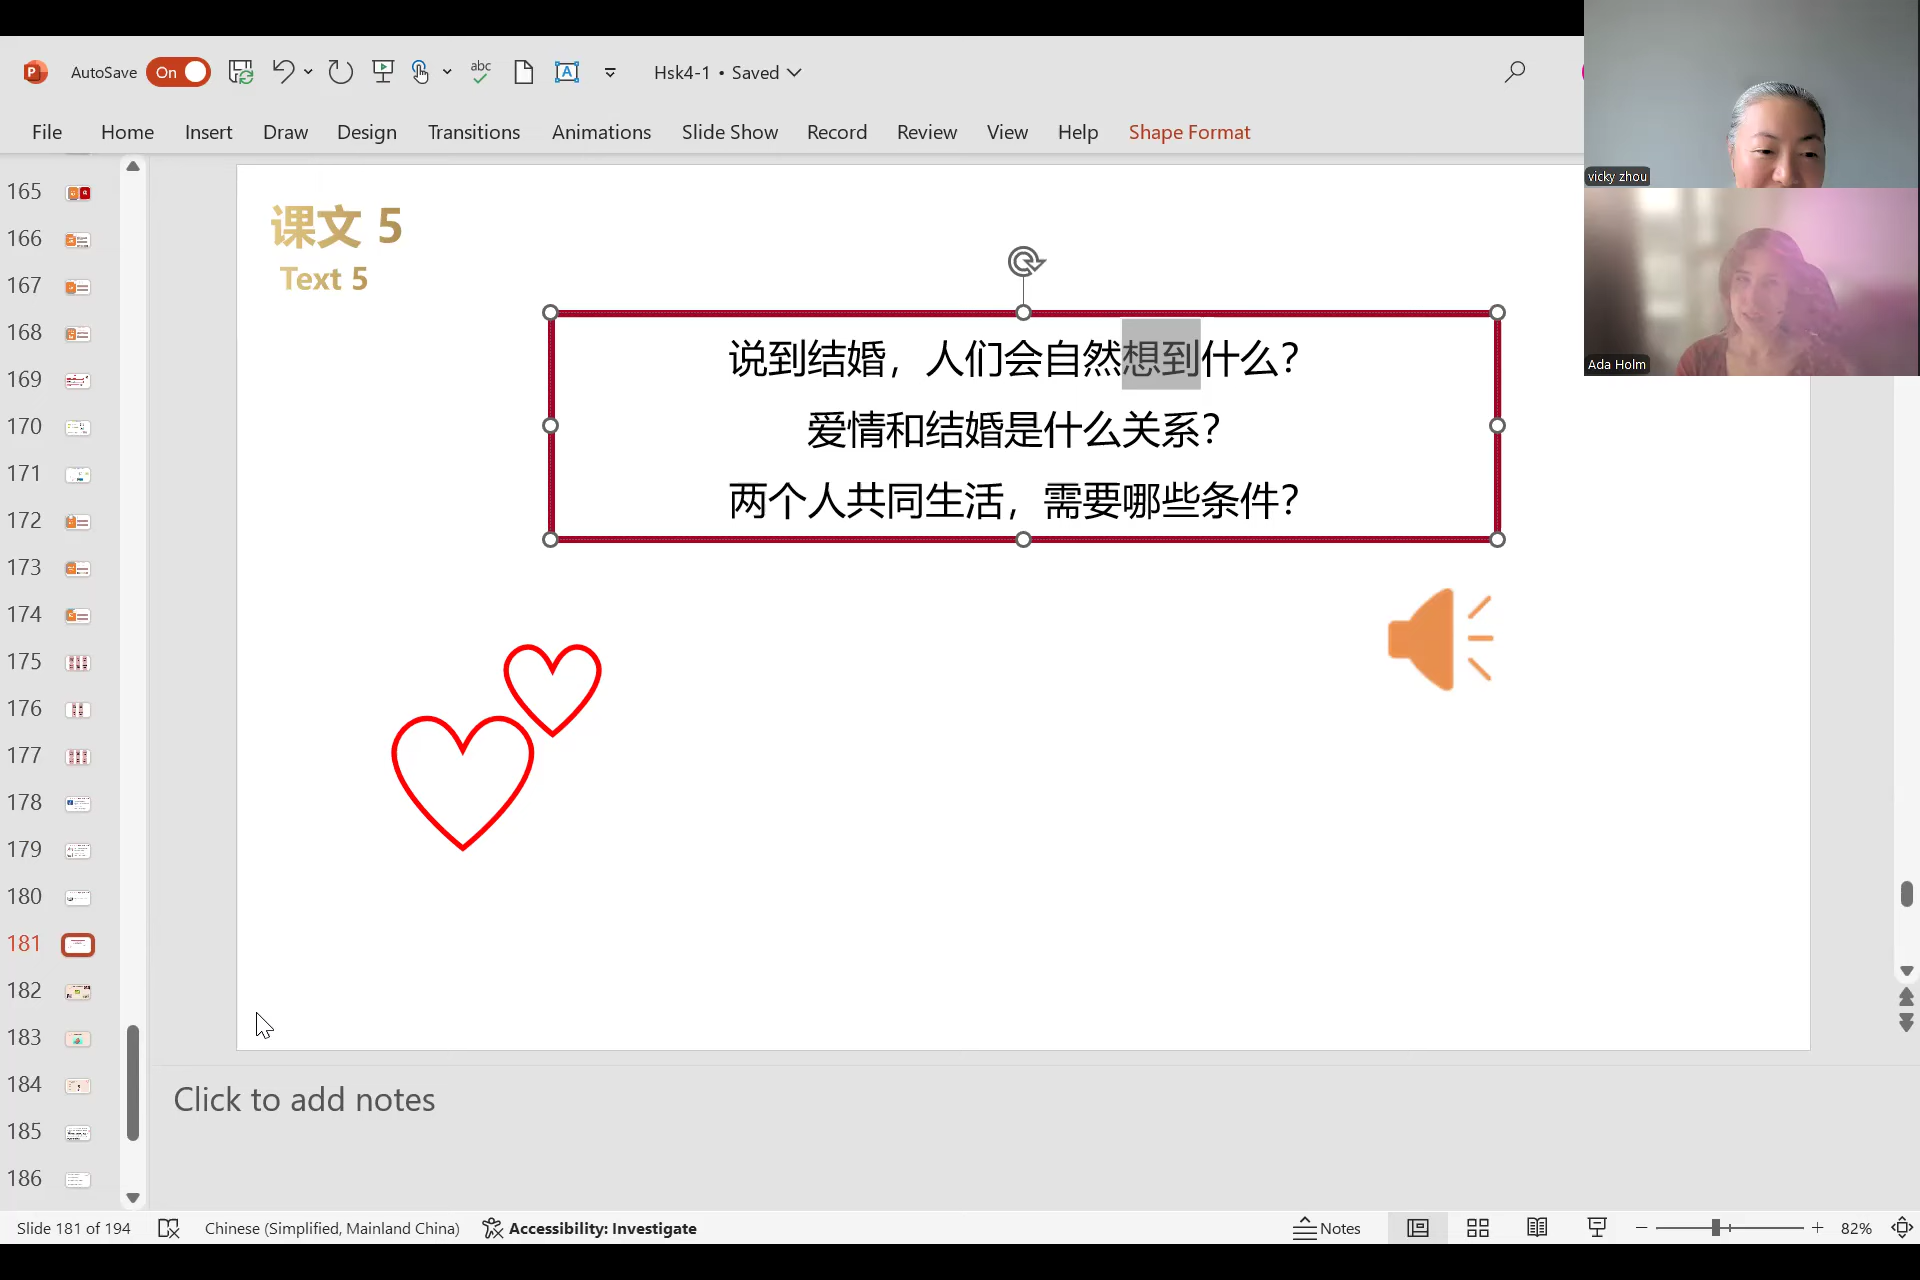 AutoSave On abc A Hsk4-1 • Saved
File Home Insert Draw Design Transitions Animations Slide Show Record Review View Help Shape Format
vicky zhou
Ada Holm
165
166
167
168
169
170
171
172
173
174
175
176
177
178
179
180
181
182
183
184
185
186
课文 5
Text 5
说到结婚，人们会自然想到什么？
爱情和结婚是什么关系？
两个人共同生活，需要哪些条件？
Click to add notes
Slide 181 of 194 Chinese (Simplified, Mainland China) Accessibility: Investigate Notes 82%